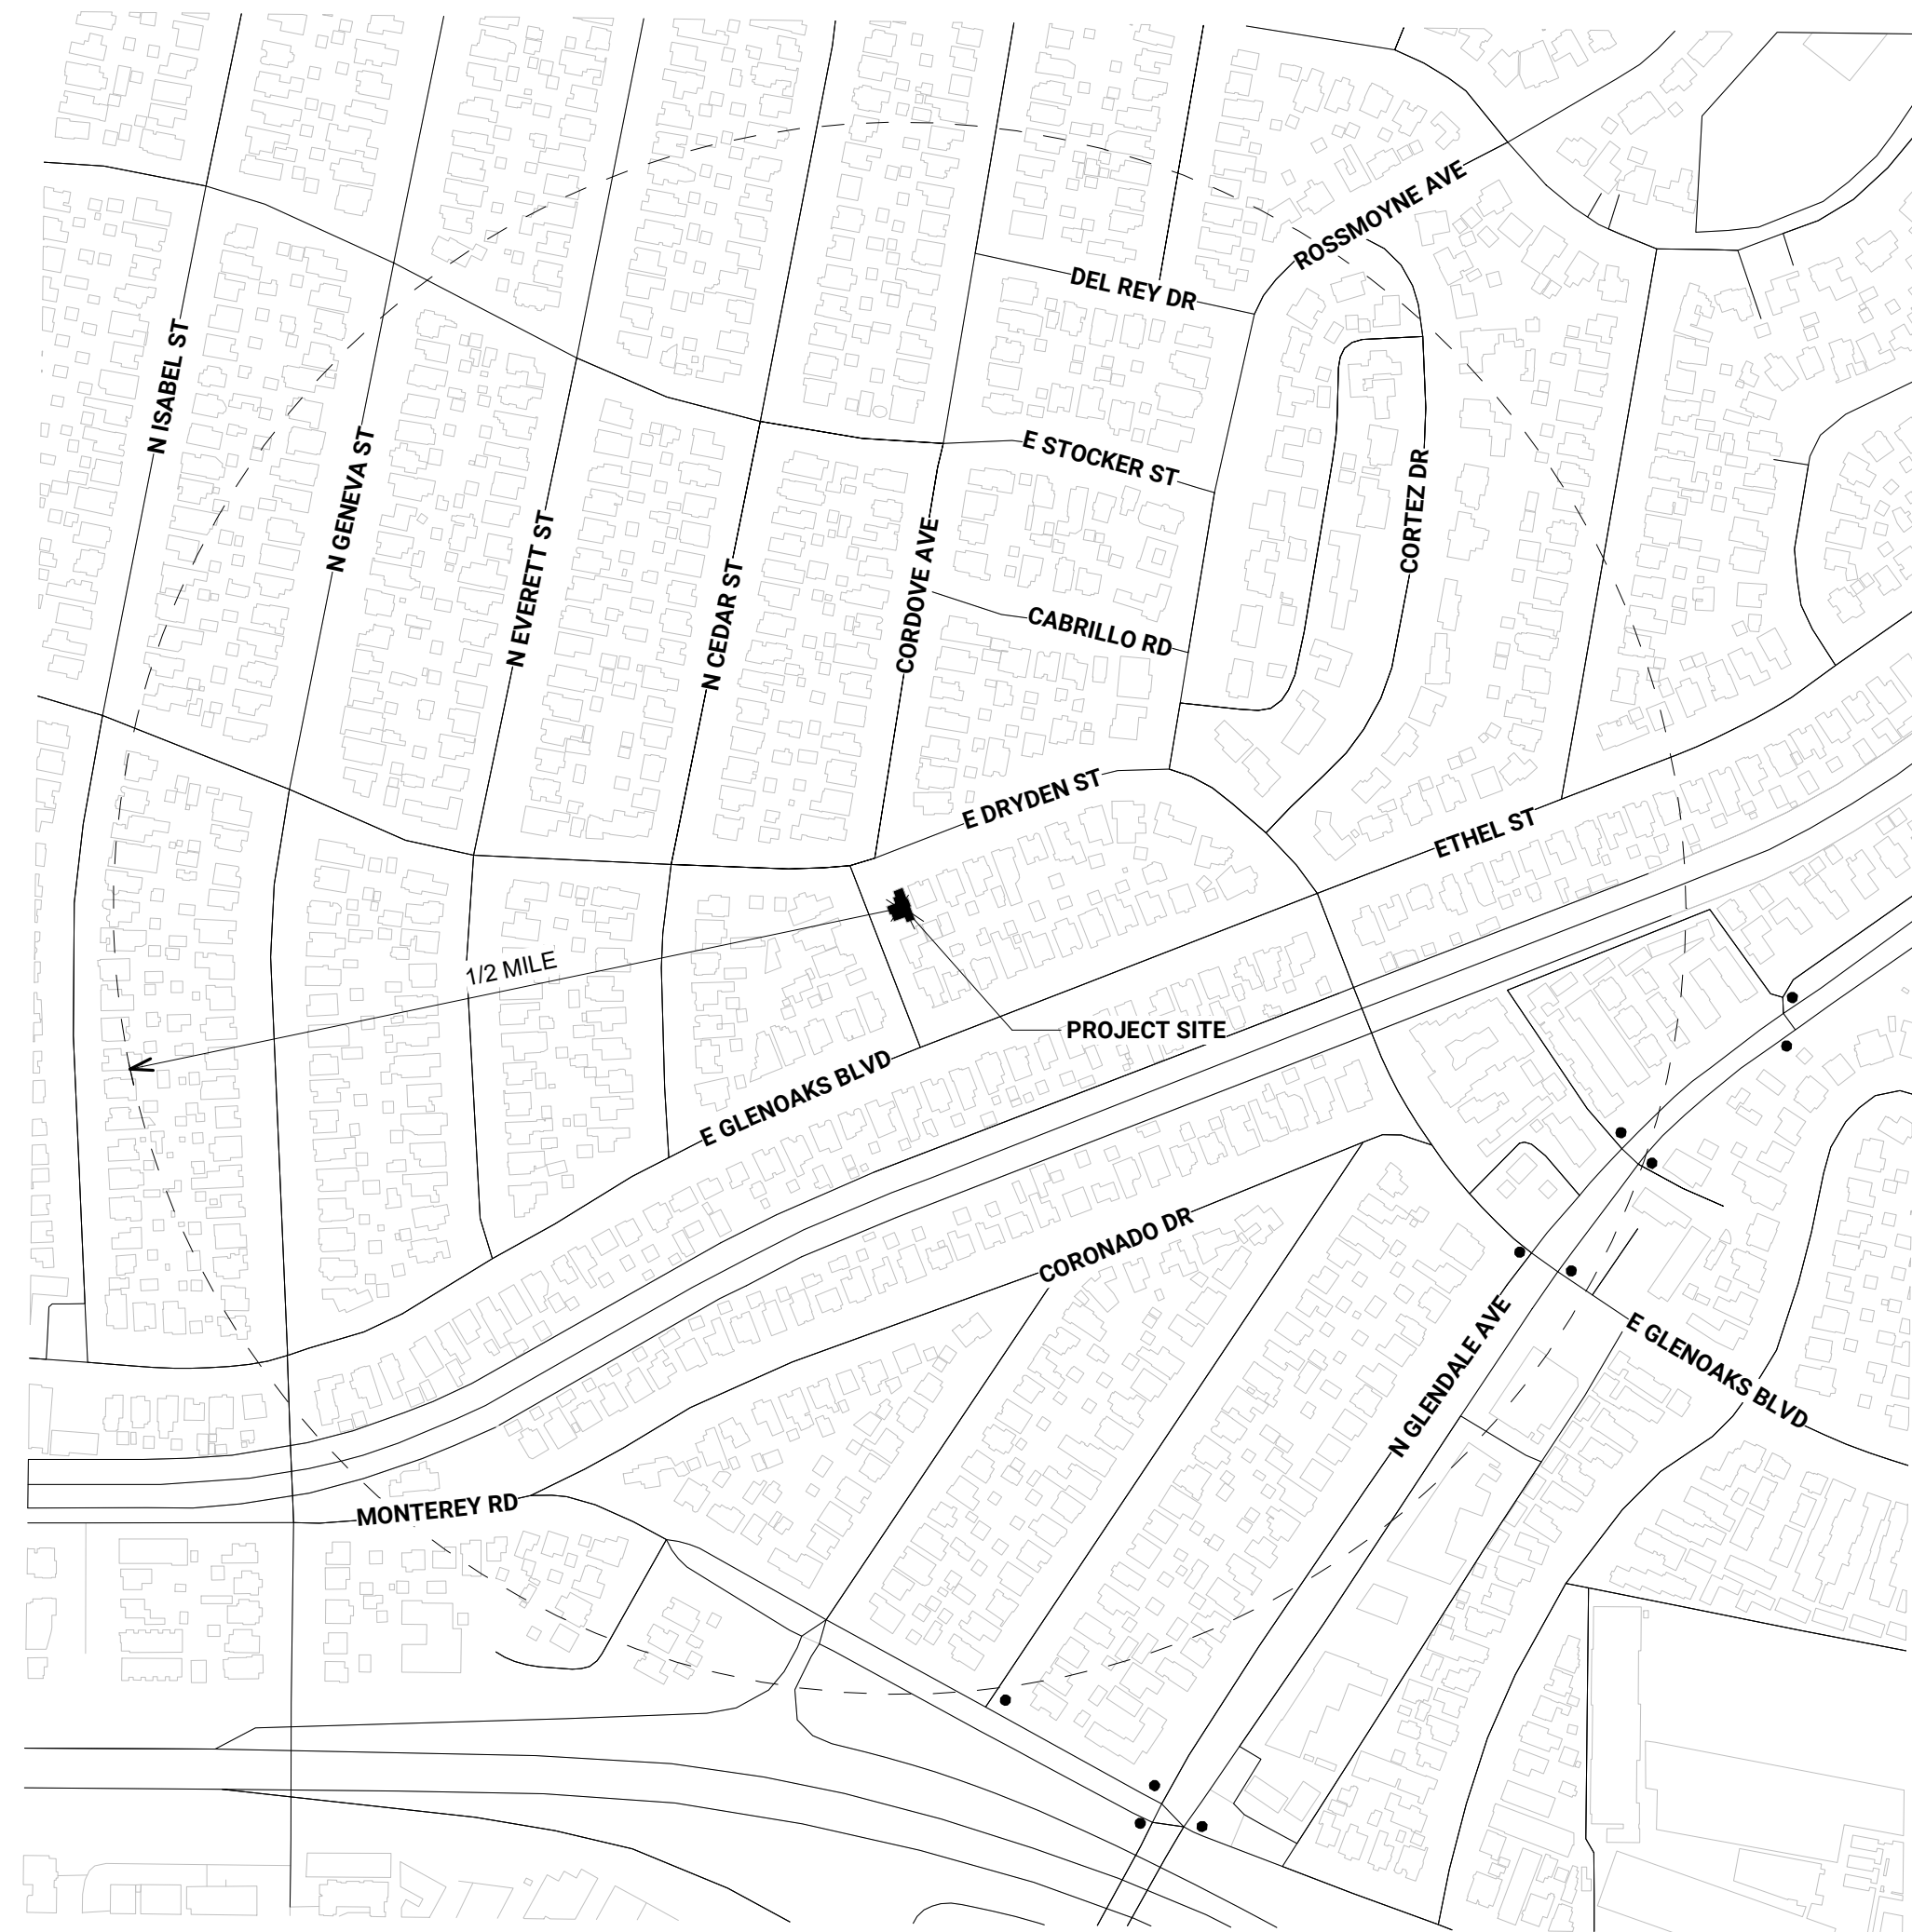 ROSSMOYNE AVE
DEL REY DR
N ISABEL ST
N GENEVA ST
E STOCKER ST
CORTEZ DR
N EVERETT ST
N CEDAR ST
CORDOVE AVE
CABRILLO RD
E DRYDEN ST
ETHEL ST
1/2 MILE
PROJECT SITE
E GLENOAKS BLVD
CORONADO DR
N GLENDALE AVE
E GLENOAKS BLVD
MONTEREY RD